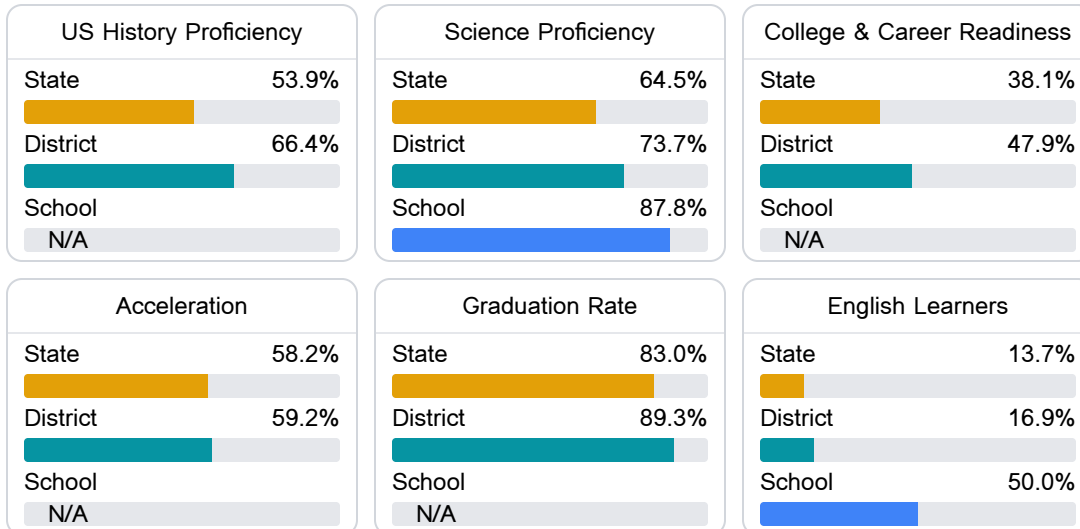 US History Proficiency
State 53.9%
District 66.4%
School
N/A
Science Proficiency
State 64.5%
District 73.7%
School 87.8%
College & Career Readiness
State 38.1%
District 47.9%
School
N/A
Acceleration
State 58.2%
District 59.2%
School
N/A
Graduation Rate
State 83.0%
District 89.3%
School
N/A
English Learners
State 13.7%
District 16.9%
School 50.0%